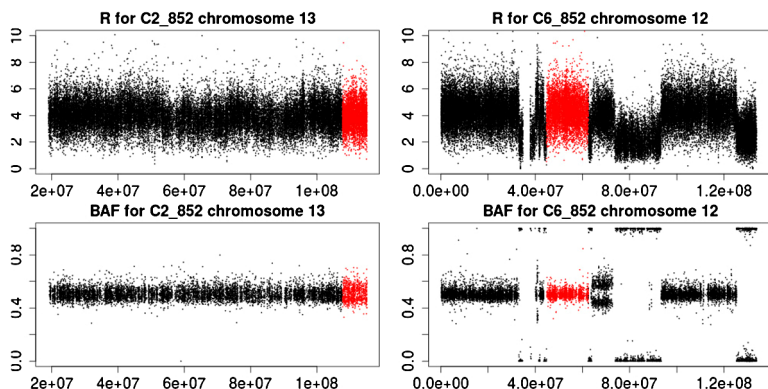 R for C2_852 chromosome 13
R for C6_852 chromosome 12
10
8
6
4
2
0
10
8
6
4
2
0
2e+07 4e+07 6e+07 8e+07 1e+08
0.0e+00 4.0e+07 8.0e+07 1.2e+08
BAF for C2_852 chromosome 13
BAF for C6_852 chromosome 12
0.8
0.4
0.0
0.8
0.4
0.0
2e+07 4e+07 6e+07 8e+07 1e+08
0.0e+00 4.0e+07 8.0e+07 1.2e+08